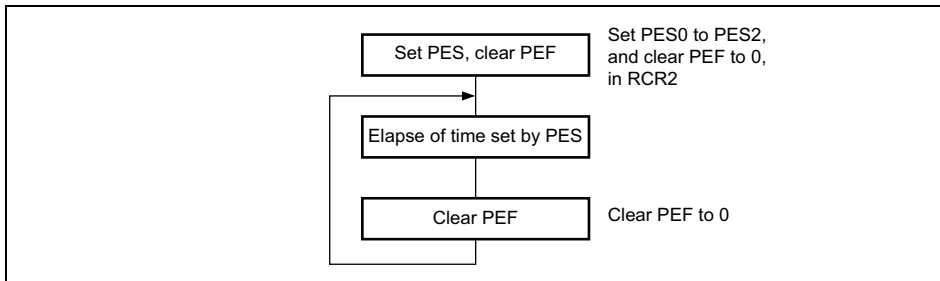 Set PES, clear PEF
Set PES0 to PES2,
and clear PEF to 0,
in RCR2
Elapse of time set by PES
Clear PEF
Clear PEF to 0